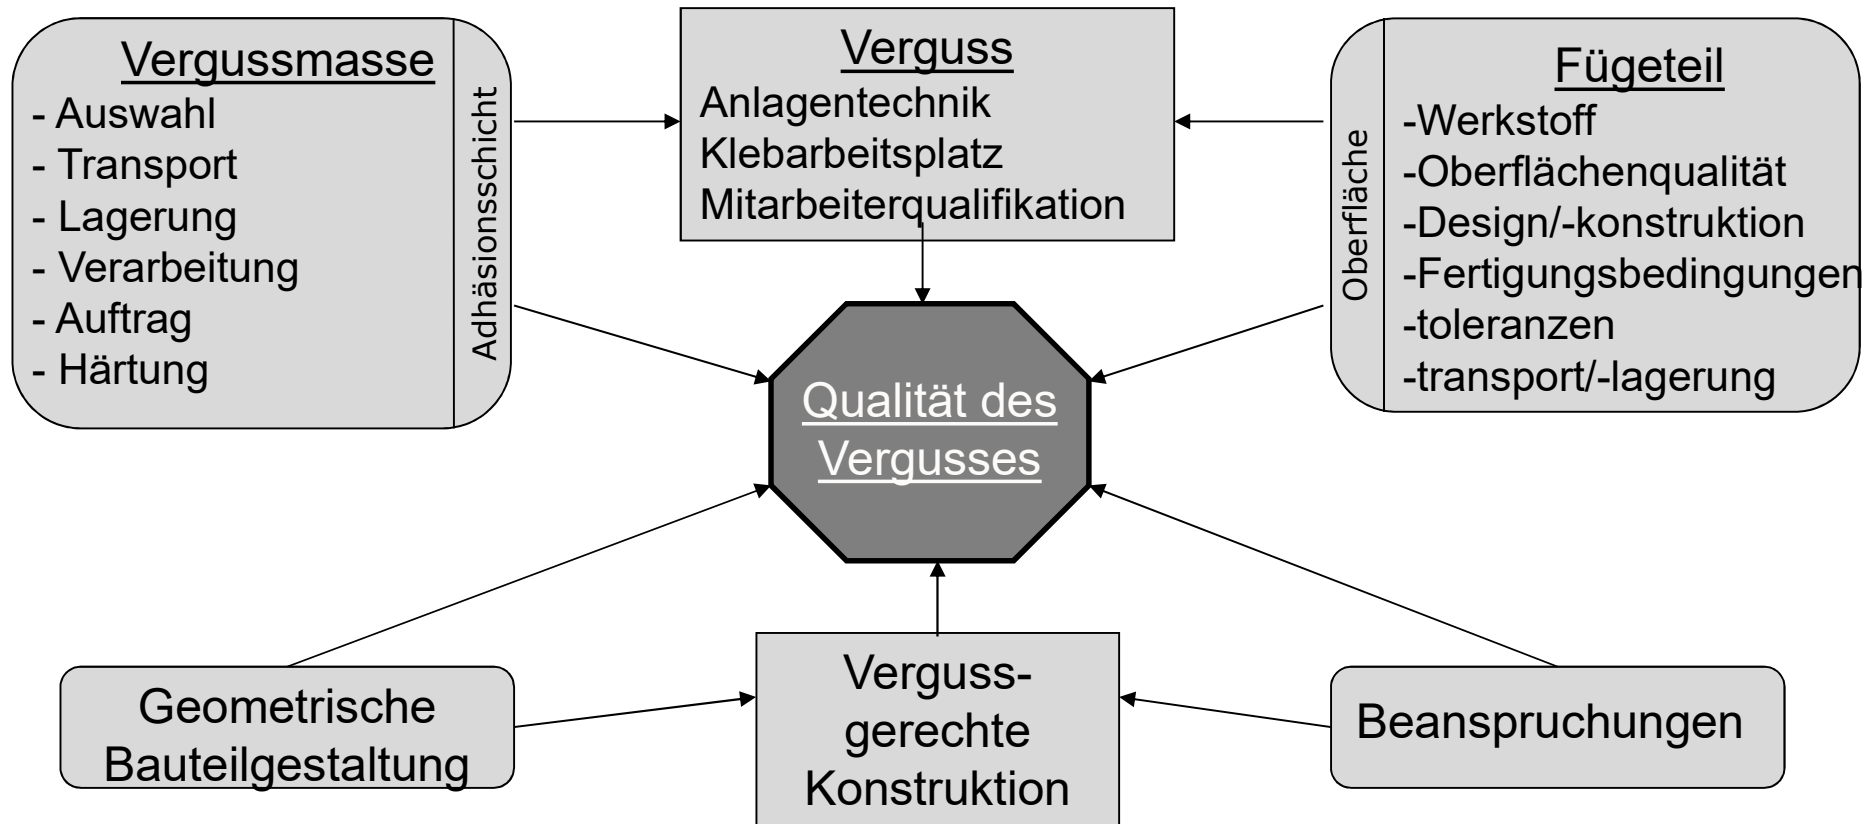 Vergussmasse
- Auswahl
- Transport
- Lagerung
- Verarbeitung
- Auftrag
- Härtung
Adhäsionsschicht
Verguss
Anlagentechnik
Klebarbeitsplatz
Mitarbeiterqualifikation
Oberfläche
Fügeteil
-Werkstoff
-Oberflächenqualität
-Design/-konstruktion
-Fertigungsbedingungen
-toleranzen
-transport/-lagerung
Qualität des
Vergusses
Geometrische
Bauteilgestaltung
Verguss-
gerechte
Konstruktion
Beanspruchungen